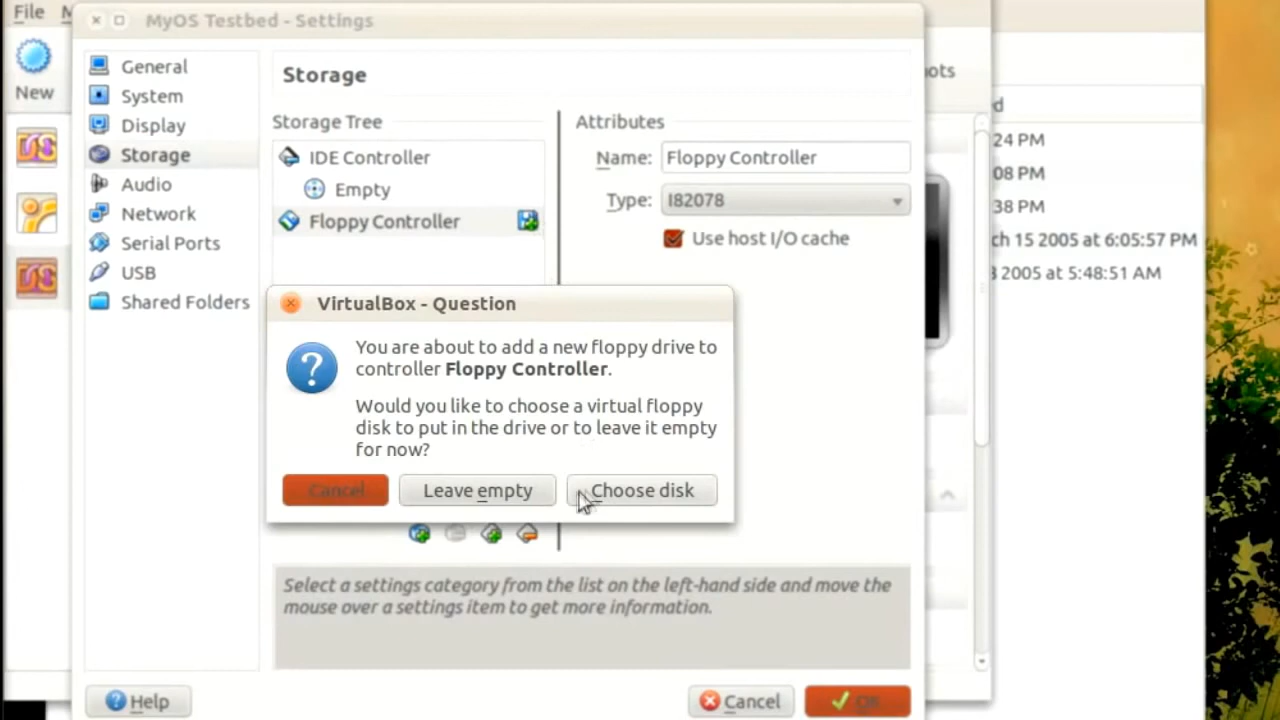 File
MyOS Testbed - Settings
New
General
System
Display
Storage
Audio
Network
Serial Ports
USB
Shared Folders
Storage
Storage Tree
IDE Controller
Empty
Floppy Controller
Attributes
Name: Floppy Controller
Type: I82078
Use host I/O cache
24 PM
08 PM
38 PM
ch 15 2005 at 6:05:57 PM
2005 at 5:48:51 AM
VirtualBox - Question
You are about to add a new floppy drive to
controller Floppy Controller.
Would you like to choose a virtual floppy
disk to put in the drive or to leave it empty
for now?
Cancel Leave empty Choose disk
Select a settings category from the list on the left-hand side and move the
mouse over a settings item to get more information.
Help Cancel OK